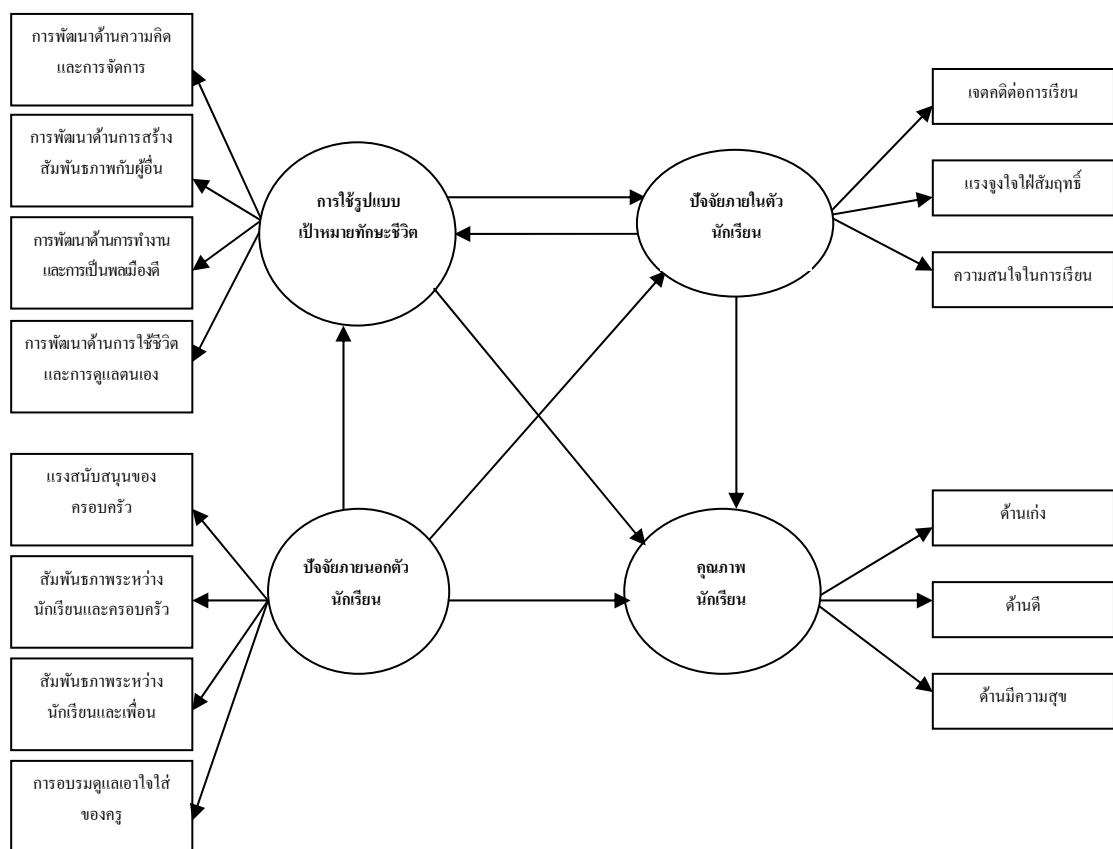 การพัฒนาด้านความคิด
และการจัดการ
การพัฒนาด้านการสร้าง
สัมพันธภาพกับผู้อื่น
การพัฒนาด้านการทำงาน
และการเป็นพลเมืองดี
การพัฒนาด้านการใช้ชีวิต
และการดูแลตนเอง
การใช้รูปแบบ
เป้าหมายทักษะชีวิต
ปัจจัยภายในตัว
นักเรียน
เจตคติต่อการเรียน
แรงจูงใจใฝ่สัมฤทธิ์
ความสนใจในการเรียน
แรงสนับสนุนของ
ครอบครัว
สัมพันธภาพระหว่าง
นักเรียนและครอบครัว
สัมพันธภาพระหว่าง
นักเรียนและเพื่อน
การอบรมดูแลเอาใจใส่
ของครู
ปัจจัยภายนอกตัว
นักเรียน
คุณภาพ
นักเรียน
ด้านเก่ง
ด้านดี
ด้านมีความสุข